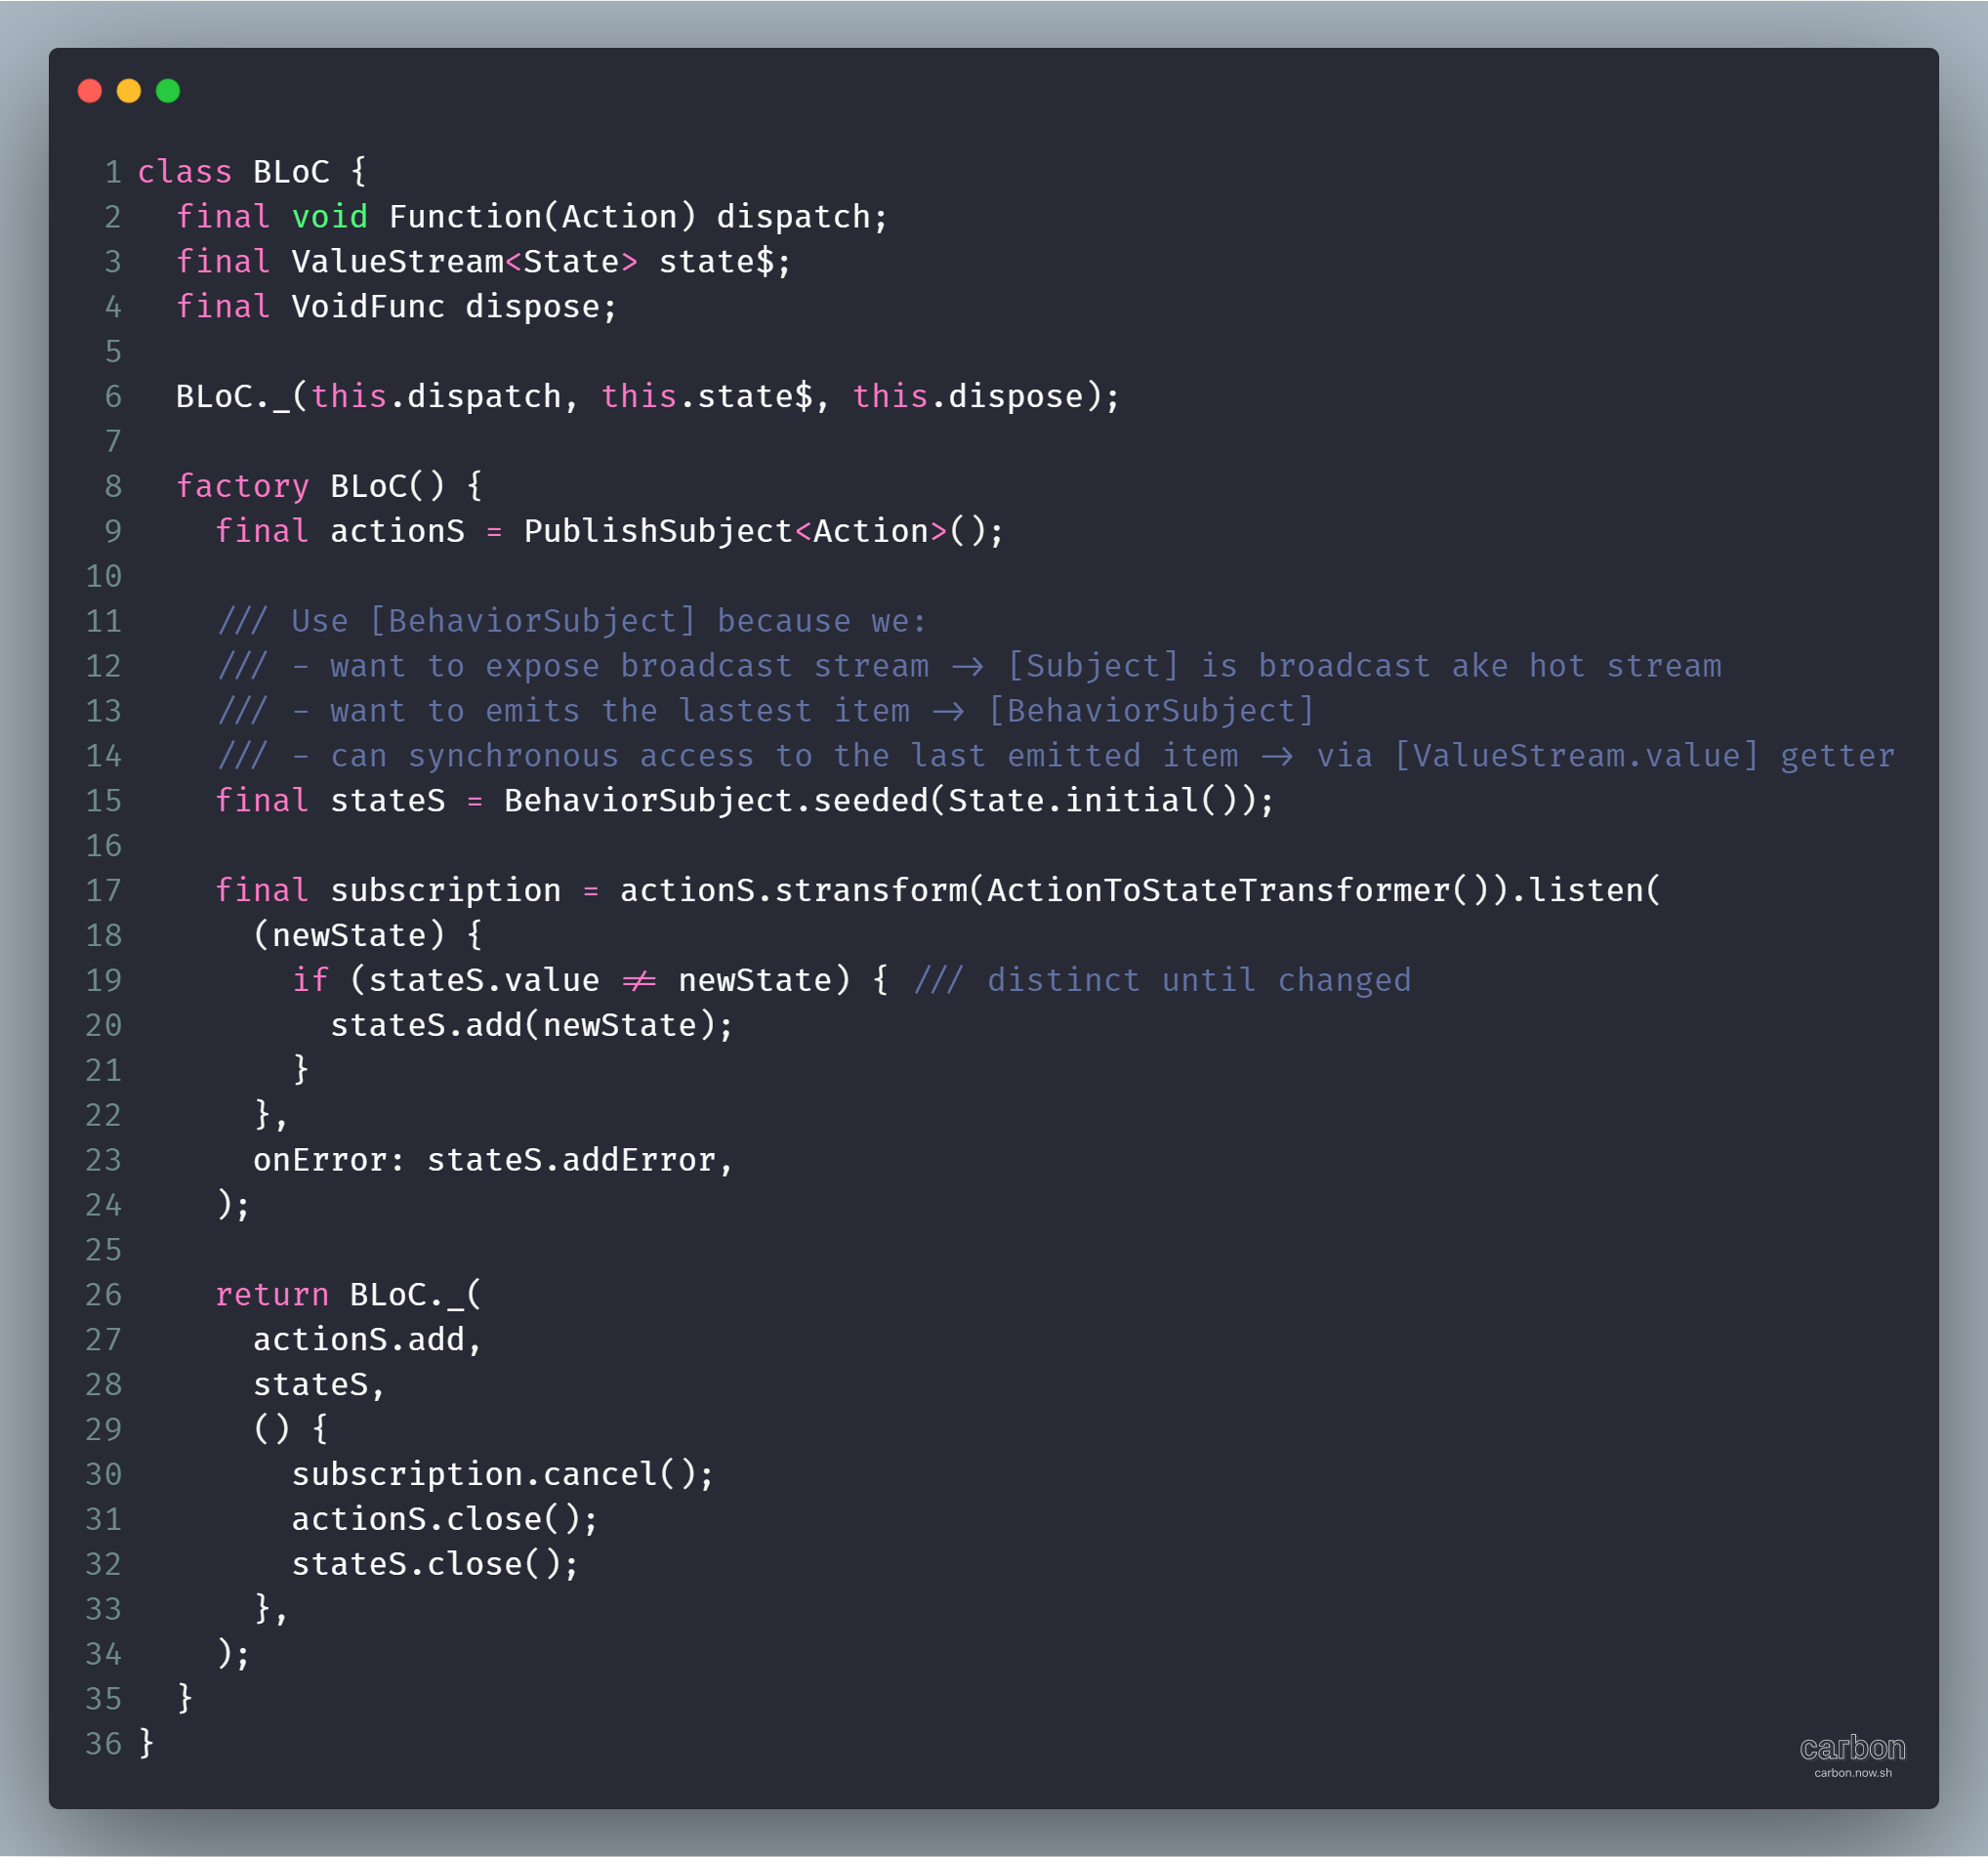 1 class BLoC {
2   final void Function(Action) dispatch;
3   final ValueStream<State> state$;
4   final VoidFunc dispose;
5
6   BLoC._(this.dispatch, this.state$, this.dispose);
7
8   factory BLoC() {
9     final actionS = PublishSubject<Action>();
10
11     /// Use [BehaviorSubject] because we:
12     /// - want to expose broadcast stream -> [Subject] is broadcast ake hot stream
13     /// - want to emits the lastest item -> [BehaviorSubject]
14     /// - can synchronous access to the last emitted item -> via [ValueStream.value] getter
15     final stateS = BehaviorSubject.seeded(State.initial());
16
17     final subscription = actionS.stransform(ActionToStateTransformer()).listen(
18       (newState) {
19         if (stateS.value != newState) { /// distinct until changed
20           stateS.add(newState);
21         }
22       },
23       onError: stateS.addError,
24     );
25
26     return BLoC._(
27       actionS.add,
28       stateS,
29       () {
30         subscription.cancel();
31         actionS.close();
32         stateS.close();
33       },
34     );
35   }
36 }
carbon
carbon.now.sh